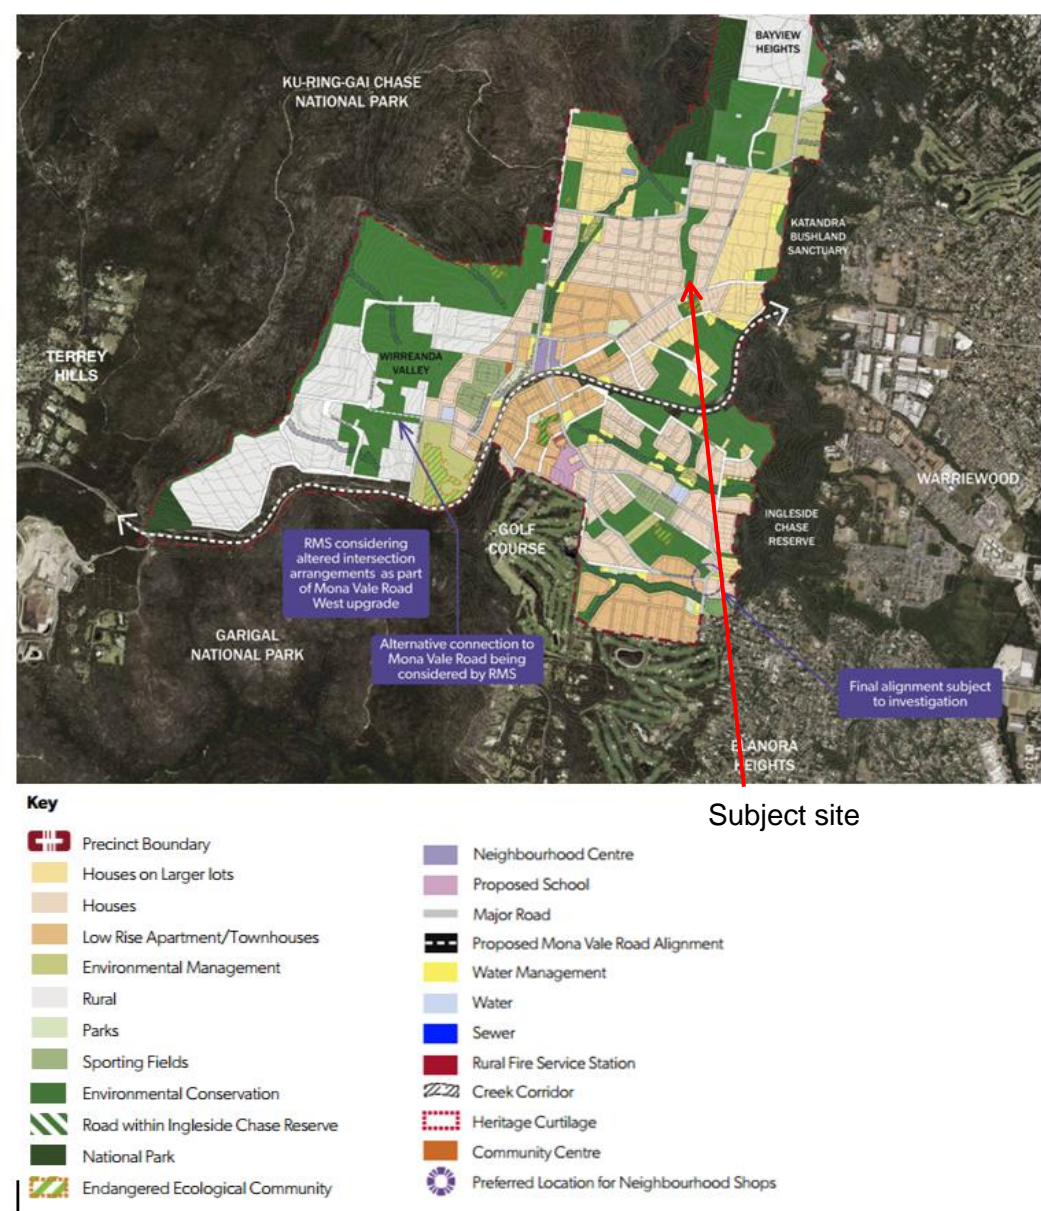 BAYVIEW
HEIGHTS
KU-RING-GAI CHASE
NATIONAL PARK
KATANDRA
BUSHLAND
SANCTUARY
TERREY
HILLS
WIRREANDA
VALLEY
WARRIEWOOD
INGLESIDE
CHASE
RESERVE
GOLF
COURSE
RMS considering
altered intersection
arrangements as part
of Mona Vale Road
West upgrade
GARIGAL
NATIONAL PARK
Alternative connection to
Mona Vale Road being
considered by RMS
Final alignment subject
to investigation
ELANORA
HEIGHTS
Subject site
Key
Precinct Boundary
Houses on Larger lots
Houses
Low Rise Apartment/Townhouses
Environmental Management
Rural
Parks
Sporting Fields
Environmental Conservation
Road within Ingleside Chase Reserve
National Park
Endangered Ecological Community
Neighbourhood Centre
Proposed School
Major Road
Proposed Mona Vale Road Alignment
Water Management
Water
Sewer
Rural Fire Service Station
Creek Corridor
Heritage Curtilage
Community Centre
Preferred Location for Neighbourhood Shops